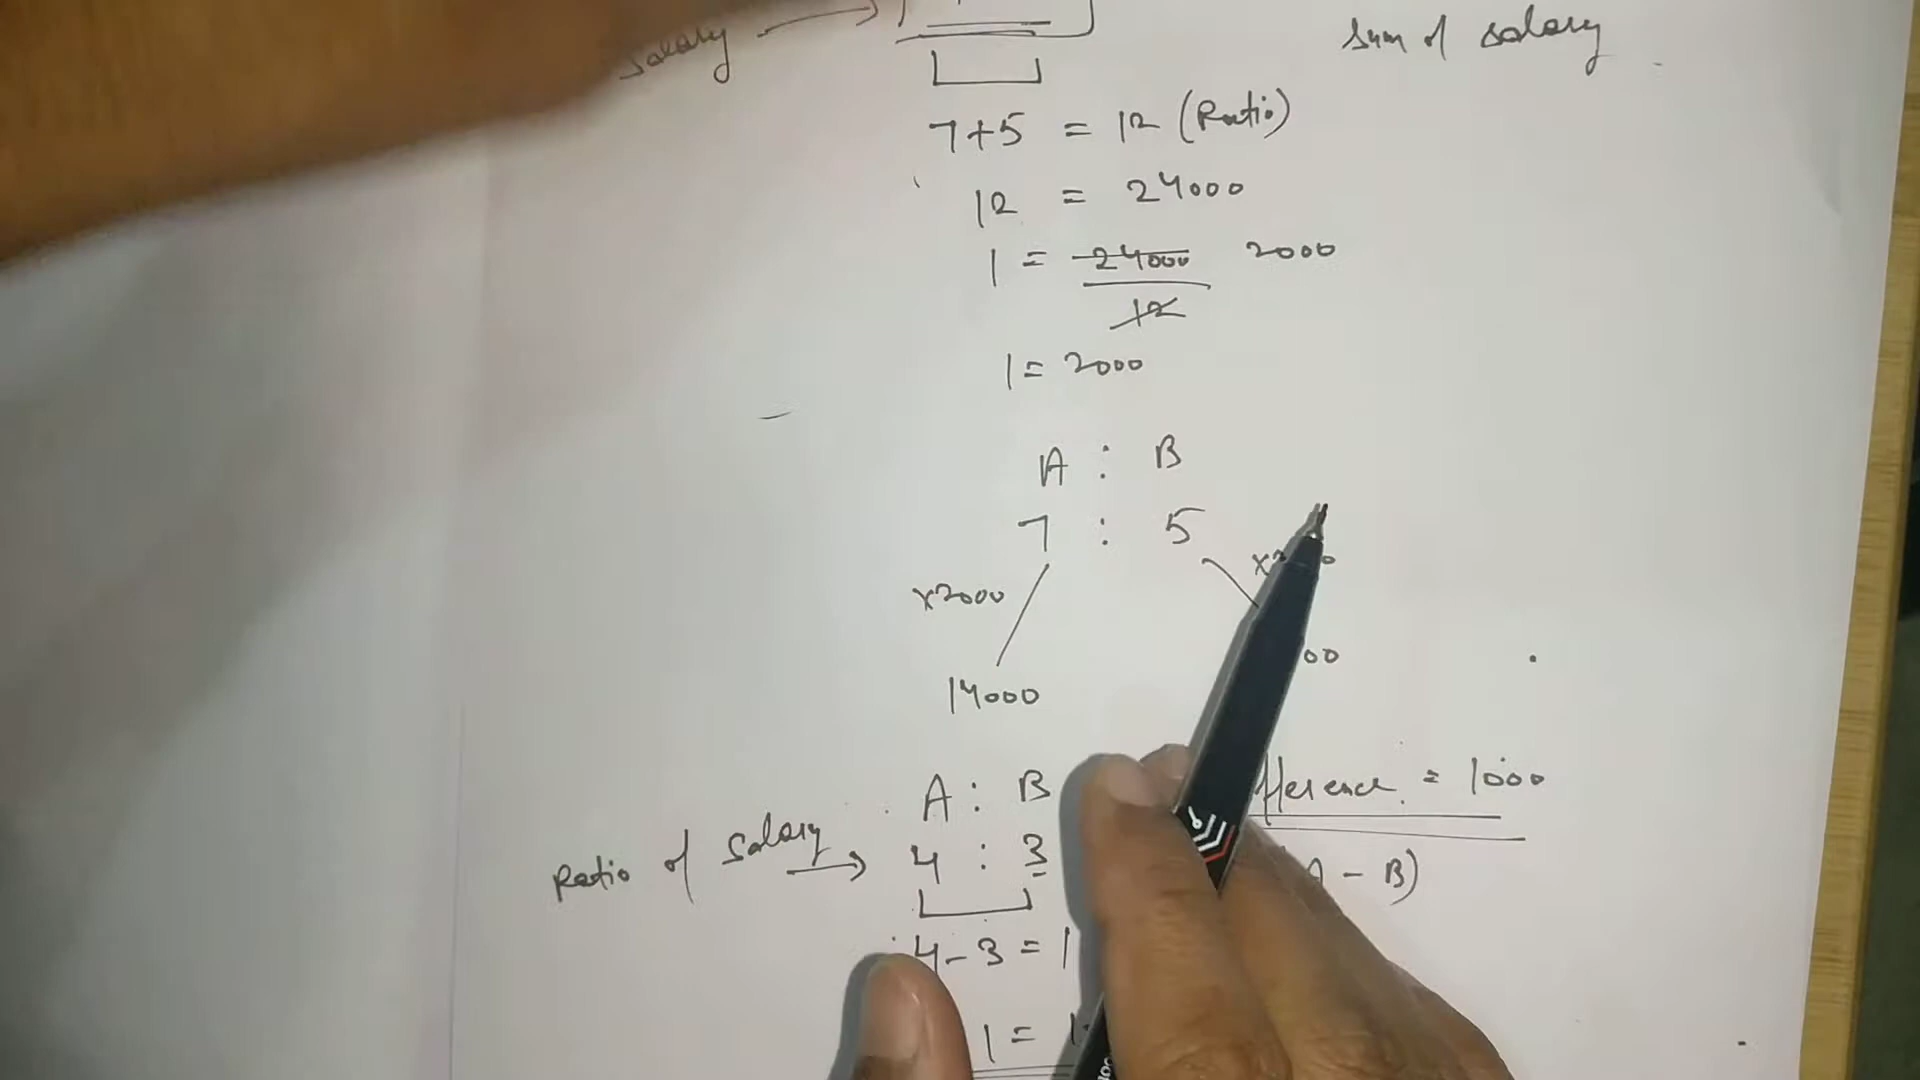 Salary →
Sum of salary
7+5 = 12 (Ratio)
12 = 24000
1 = 24000/12 2000
1 = 2000
A : B
7 : 5
x2000
14000
A : B
= 1000
Ratio of Salary → 4 : 3
- B)
4-3 = 1
1 =